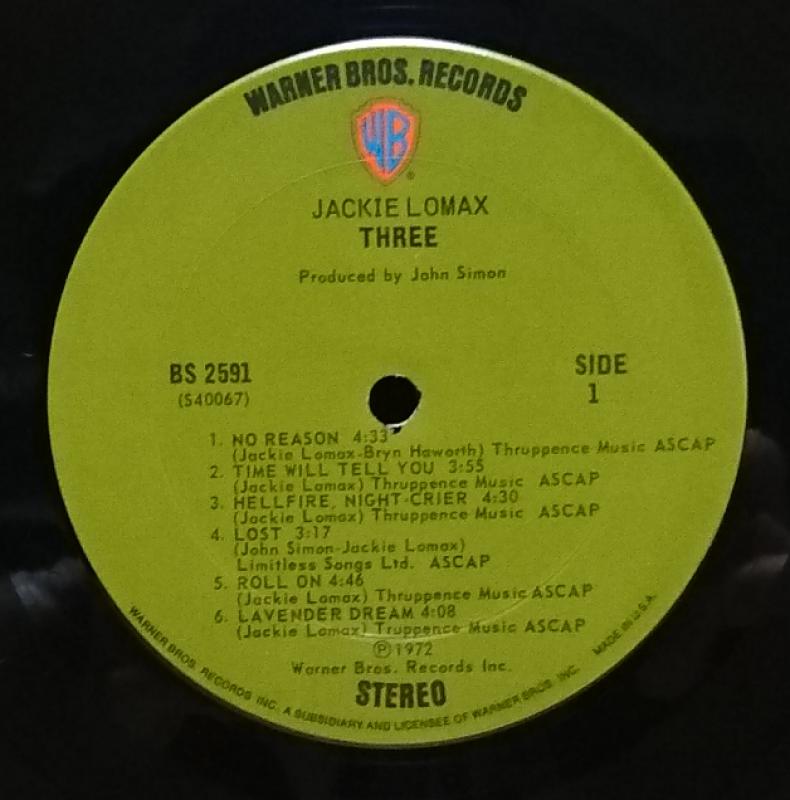 WARNER BROS. RECORDS
WB
®
JACKIE LOMAX
THREE
Produced by John Simon
BS 2591
(S40067)
SIDE
1
1. NO REASON 4:33
(Jackie Lomax-Bryn Haworth) Thruppence Music ASCAP
2. TIME WILL TELL YOU 3:55
(Jackie Lomax) Thruppence Music ASCAP
3. HELLFIRE, NIGHT-CRIER 4:30
(Jackie Lomax) Thruppence Music ASCAP
4. LOST 3:17
(John Simon-Jackie Lomax)
Limitless Songs Ltd. ASCAP
5. ROLL ON 4:46
(Jackie Lomax) Thruppence Music ASCAP
6. LAVENDER DREAM 4:08
(Jackie Lomax) Truppence Music ASCAP
℗1972
Warner Bros. Records Inc.
STEREO
WARNER BROS. RECORDS INC. A SUBSIDIARY AND LICENSEE OF WARNER BROS. INC. MADE IN U.S.A.